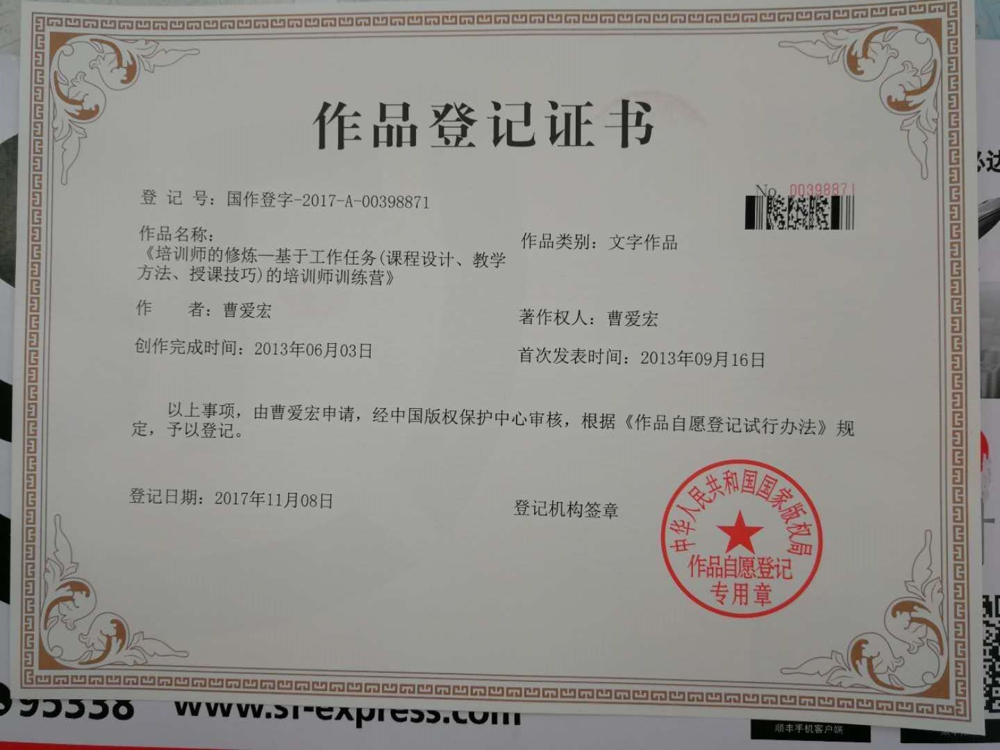 作品登记证书
No. 00398871
登 记 号：国作登字-2017-A-00398871
作品名称：
《培训师的修炼—基于工作任务(课程设计、教学
方法、授课技巧)的培训师训练营》
作品类别：文字作品
作 者：曹爱宏
著作权人：曹爱宏
创作完成时间：2013年06月03日
首次发表时间：2013年09月16日
以上事项，由曹爱宏申请，经中国版权保护中心审核，根据《作品自愿登记试行办法》规
定，予以登记。
登记日期：2017年11月08日
登记机构签章
中华人民共和国国家版权局
作品自愿登记
专用章
必达
95338 www.sf-express.com
顺丰手机客户端